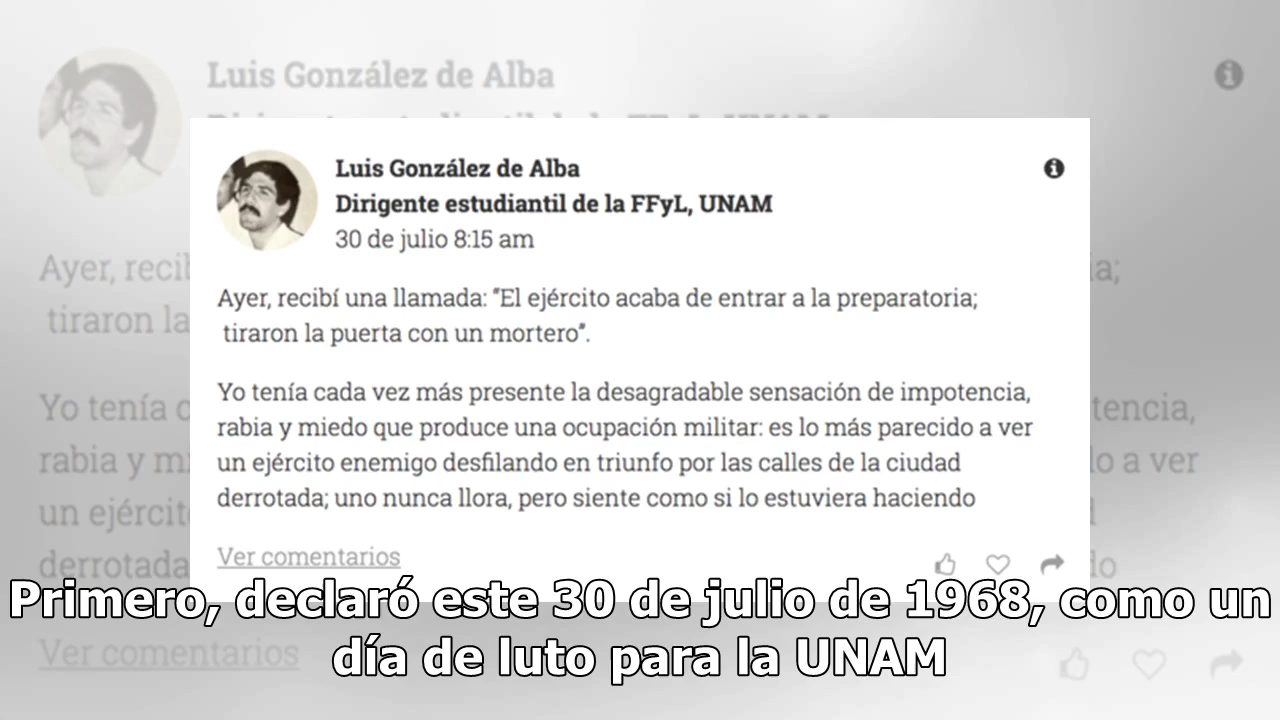 Luis González de Alba
Dirigente estudiantil de la FFyL, UNAM
30 de julio 8:15 am
Ayer, recibí una llamada: "El ejército acaba de entrar a la preparatoria;
tiraron la puerta con un mortero".
Yo tenía cada vez más presente la desagradable sensación de impotencia,
rabia y miedo que produce una ocupación militar: es lo más parecido a ver
un ejército enemigo desfilando en triunfo por las calles de la ciudad
derrotada; uno nunca llora, pero siente como si lo estuviera haciendo
Ver comentarios
Primero, declaró este 30 de julio de 1968, como un
día de luto para la UNAM